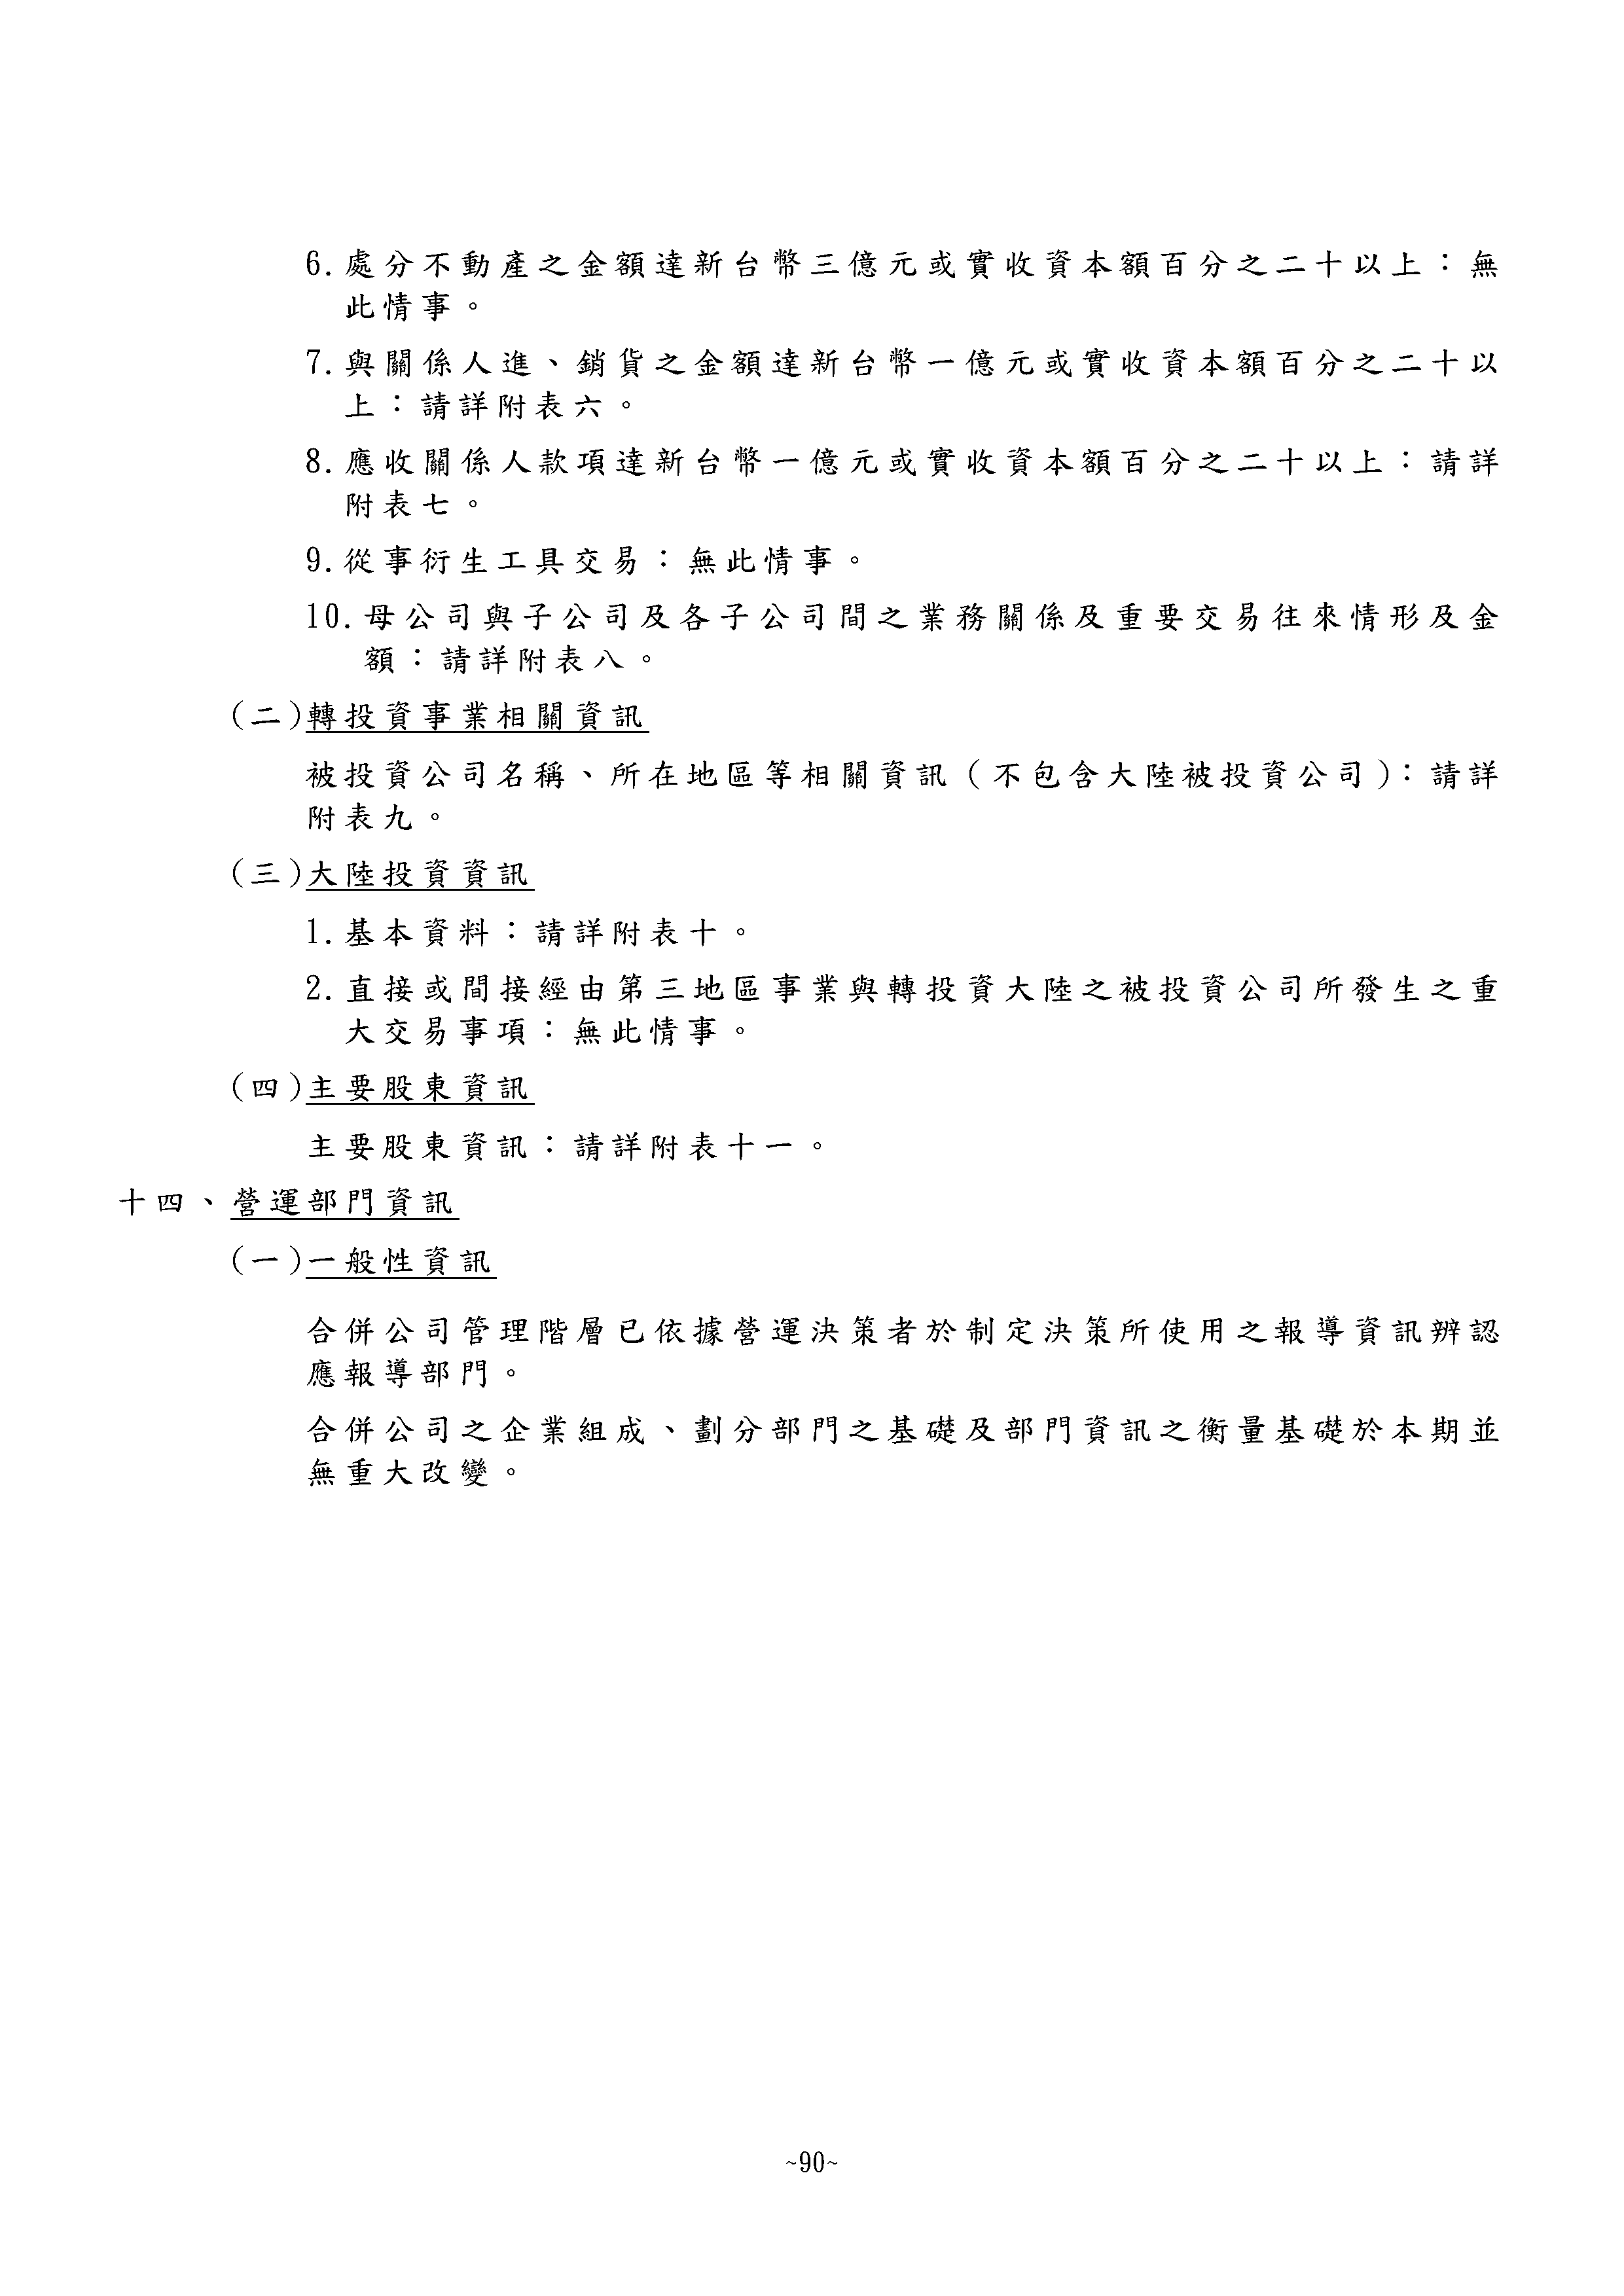 6.處分不動產之金額達新台幣三億元或實收資本額百分之二十以上：無
此情事。
7.與關係人進、銷貨之金額達新台幣一億元或實收資本額百分之二十以
上：請詳附表六。
8.應收關係人款項達新台幣一億元或實收資本額百分之二十以上：請詳
附表七。
9.從事衍生工具交易：無此情事。
10.母公司與子公司及各子公司間之業務關係及重要交易往來情形及金
額：請詳附表八。
(二)轉投資事業相關資訊
被投資公司名稱、所在地區等相關資訊(不包含大陸被投資公司)：請詳
附表九。
(三)大陸投資資訊
1.基本資料：請詳附表十。
2.直接或間接經由第三地區事業與轉投資大陸之被投資公司所發生之重
大交易事項：無此情事。
(四)主要股東資訊
主要股東資訊：請詳附表十一。
十四、營運部門資訊
(一)一般性資訊
合併公司管理階層已依據營運決策者於制定決策所使用之報導資訊辨認
應報導部門。
合併公司之企業組成、劃分部門之基礎及部門資訊之衡量基礎於本期並
無重大改變。
~90~